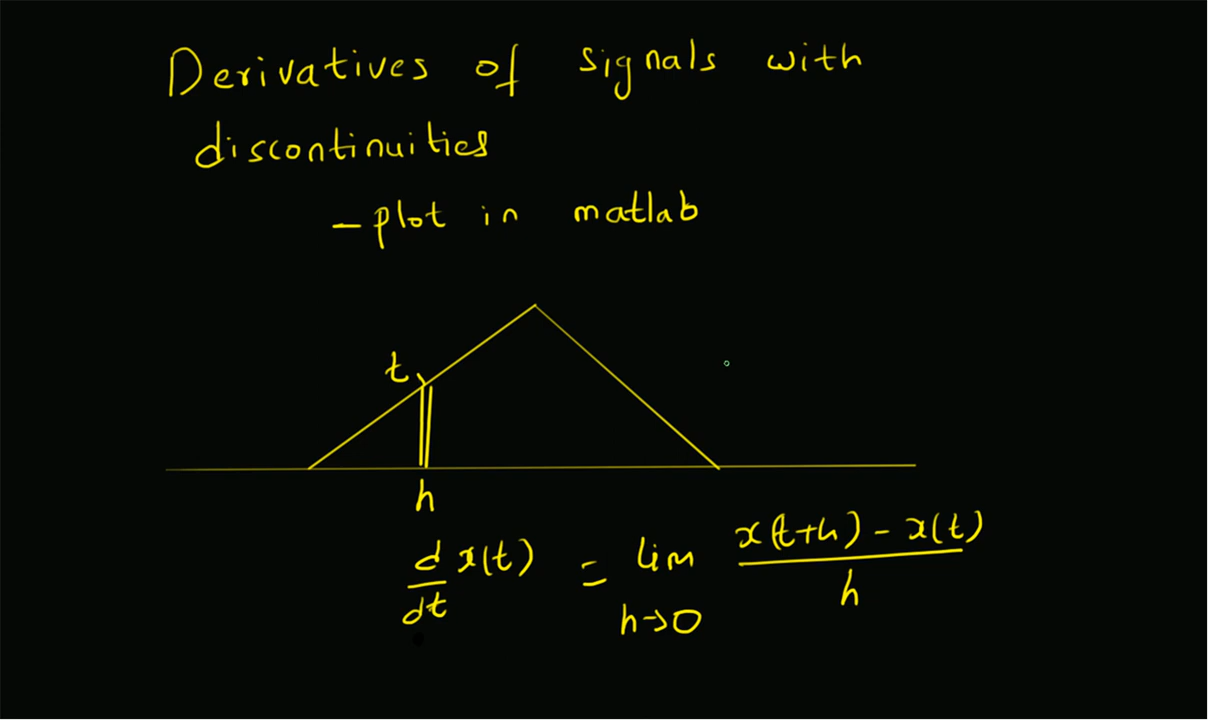 Derivatives of signals with
discontinuities
- plot in matlab
t
h
d/dt x(t) = lim h→0 x(t+h) - x(t) / h